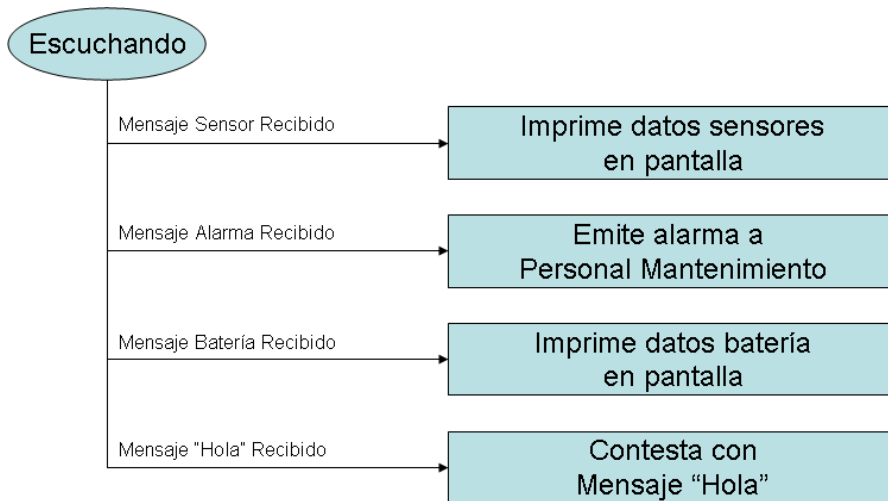 Escuchando
Mensaje Sensor Recibido
Imprime datos sensores
en pantalla
Mensaje Alarma Recibido
Emite alarma a
Personal Mantenimiento
Mensaje Batería Recibido
Imprime datos batería
en pantalla
Mensaje “Hola” Recibido
Contesta con
Mensaje “Hola”